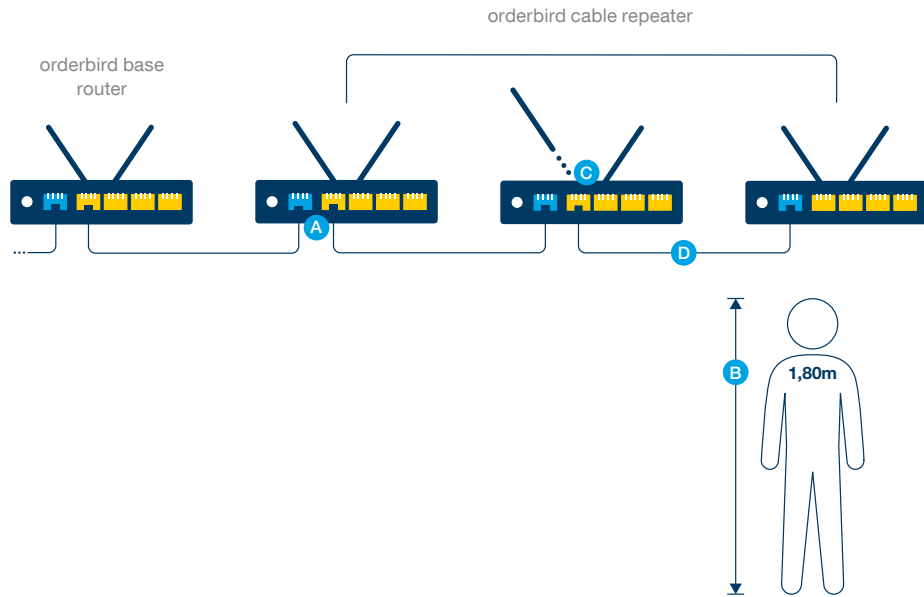 orderbird cable repeater
orderbird base
router
C
A
D
B
1,80m